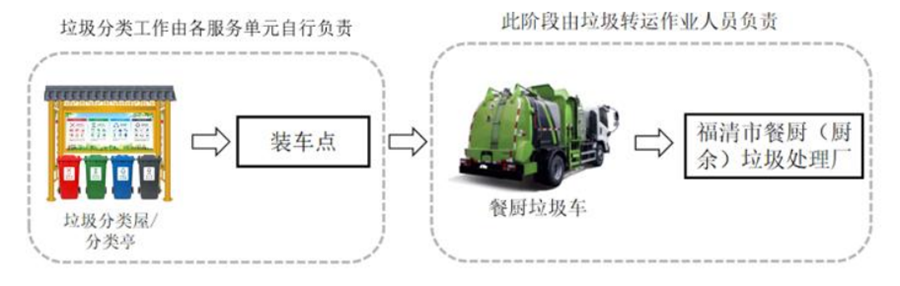 垃圾分类工作由各服务单元自行负责
此阶段由垃圾转运作业人员负责
垃圾分类屋/
分类亭
装车点
餐厨垃圾车
福清市餐厨（厨
余）垃圾处理厂